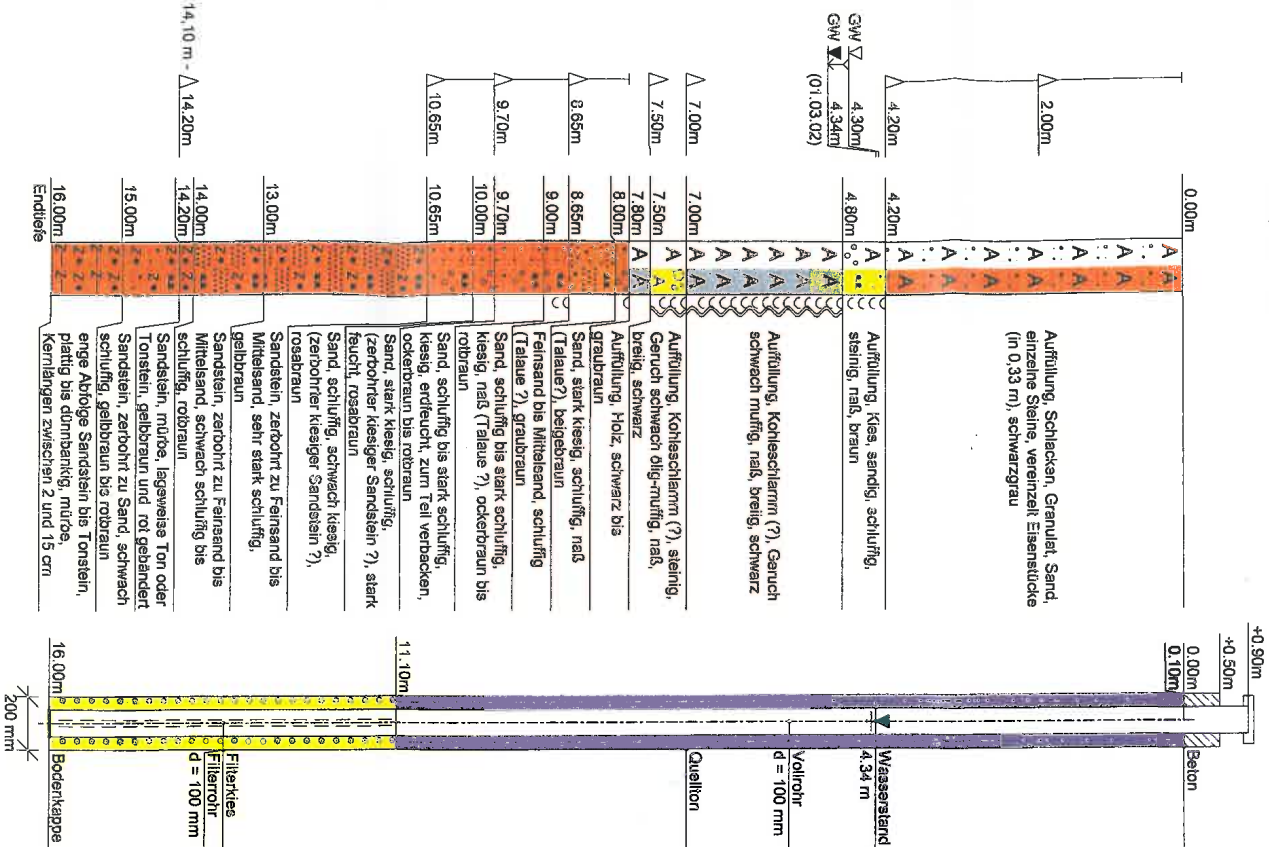 0.00m
2.00m
4.20m
GW 4.30m
GW 4.34m
(01.03.02)
7.00m
7.50m
8.65m
9.70m
10.65m
14,10 m - 14.20m
0.00m
4.20m
4.80m
7.00m
7.50m
7.80m
8.00m
8.65m
9.00m
9.70m
10.00m
10.65m
13.00m
14.00m
14.20m
15.00m
16.00m
Endtiefe
Auffüllung, Schlacken, Granulat, Sand,
einzelne Steine, vereinzelt Eisenstücke
(in 0,33 m), schwarzgrau
Auffüllung, Kies, sandig, schluffig,
steinig, naß, braun
Auffüllung, Kohleschlamm (?), Geruch
schwach muffig, naß, breiig, schwarz
Auffüllung, Kohleschlamm (?), steinig,
Geruch schwach ölig-muffig, naß,
breiig, schwarz
Auffüllung, Holz, schwarz bis
graubraun
Sand, stark kiesig, schluffig, naß
(Talaue?), beigebraun
Feinsand bis Mittelsand, schluffig
(Talaue ?), graubraun
Sand, schluffig bis stark schluffig,
kiesig, naß (Talaue ?), ockerbraun bis
rotbraun
Sand, schluffig bis stark schluffig,
kiesig, erdfeucht, zum Teil verbacken,
ockerbraun bis rotbraun
Sand, stark kiesig, schluffig,
(zerbohrter kiesiger Sandstein ?), stark
feucht, rosabraun
Sand, schluffig, schwach kiesig,
(zerbohrter kiesiger Sandstein ?),
rosabraun
Sandstein, zerbohrt zu Feinsand bis
Mittelsand, sehr stark schluffig,
gelbbraun
Sandstein, zerbohrt zu Feinsand bis
Mittelsand, schwach schluffig bis
schluffig, rotbraun
Sandstein, mürbe, lageweise Ton oder
Tonstein, gelbbraun und rot gebändert
Sandstein, zerbohrt zu Sand, schwach
schluffig, gelbbraun bis rotbraun
enge Abfolge Sandstein bis Tonstein,
plattig bis dünnbankig, mürbe,
Kernlängen zwischen 2 und 15 cm
+0.90m
+0.50m
0.00m
0.10m
11.10m
16.00m
200 mm
Beton
Wasserstand
4.34 m
Vollrohr
d = 100 mm
Quellton
Filterkies
Filterrohr
d = 100 mm
Bodenkappe